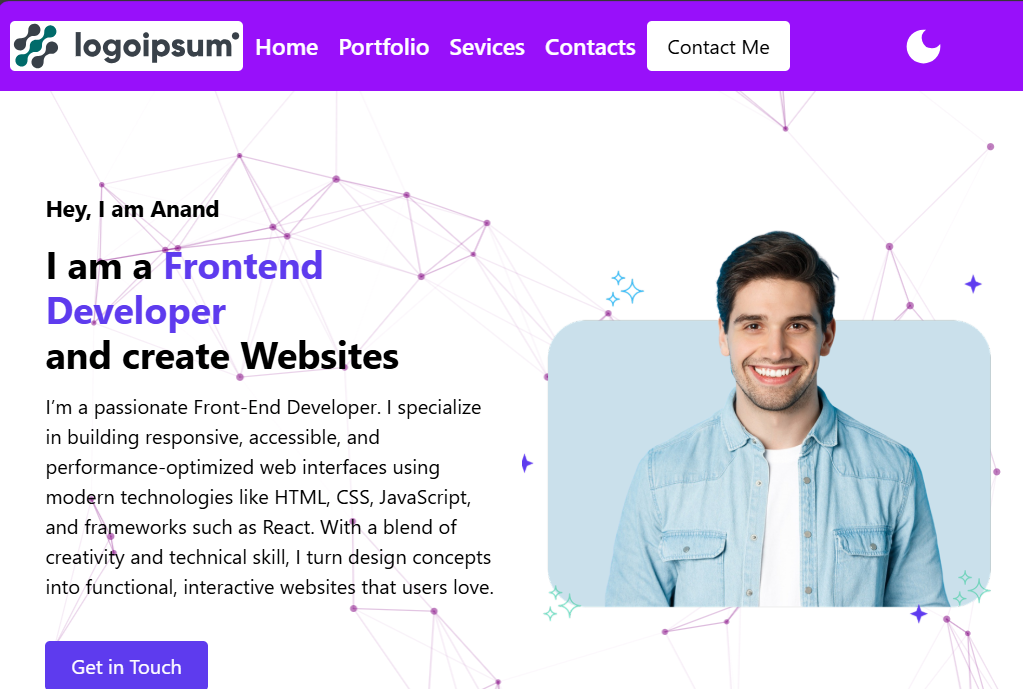 logoipsum Home Portfolio Sevices Contacts Contact Me
Hey, I am Anand
I am a Frontend
Developer
and create Websites
I’m a passionate Front-End Developer. I specialize
in building responsive, accessible, and
performance-optimized web interfaces using
modern technologies like HTML, CSS, JavaScript,
and frameworks such as React. With a blend of
creativity and technical skill, I turn design concepts
into functional, interactive websites that users love.
Get in Touch